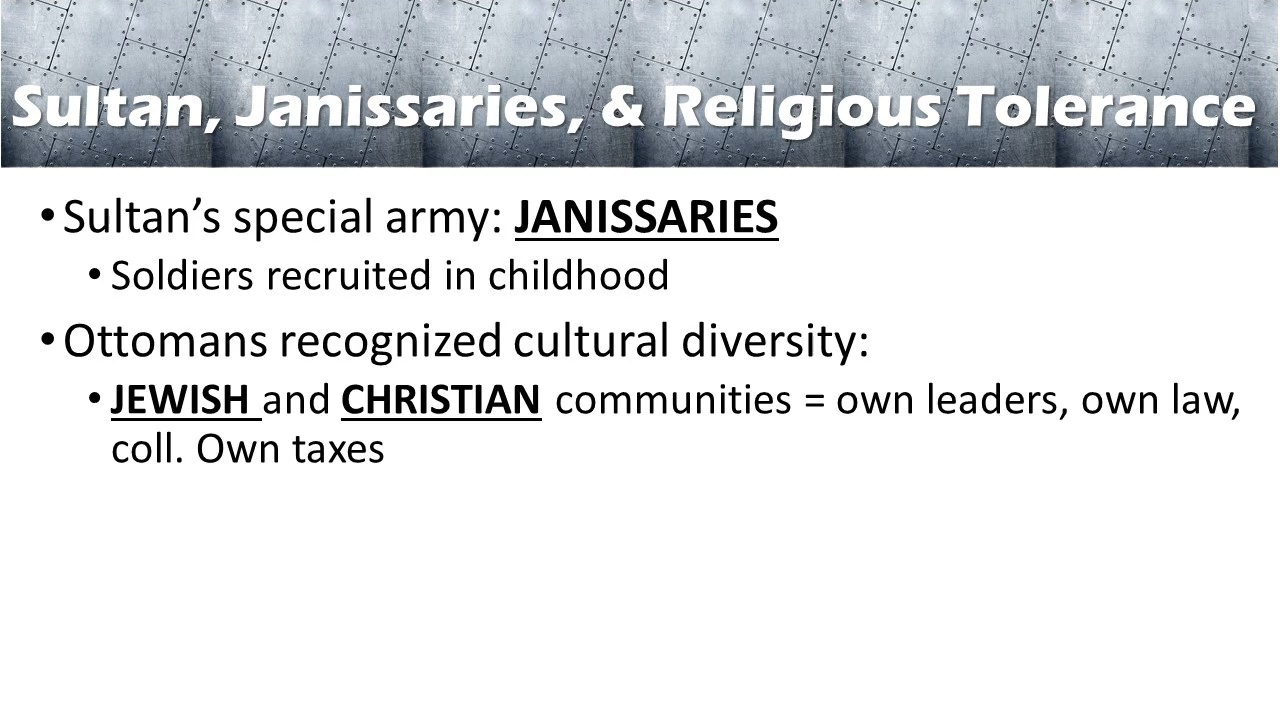 Sultan, Janissaries, & Religious Tolerance
•Sultan’s special army: JANISSARIES
•Soldiers recruited in childhood
•Ottomans recognized cultural diversity:
•JEWISH and CHRISTIAN communities = own leaders, own law,
coll. Own taxes